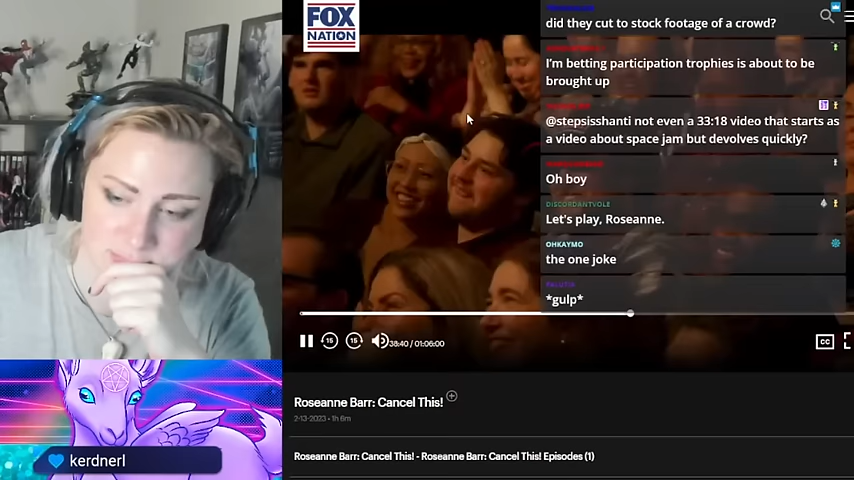 FOX
NATION
did they cut to stock footage of a crowd?
I'm betting participation trophies is about to be
brought up
@stepsisshanti not even a 33:18 video that starts as
a video about space jam but devolves quickly?
Oh boy
DISCORDANTVOLE
Let's play, Roseanne.
OHKAYMO
the one joke
*gulp*
15
15
38:40 / 01:06:00
CC
Roseanne Barr: Cancel This!
2-13-2023 • 1h 6m
Roseanne Barr: Cancel This! - Roseanne Barr: Cancel This! Episodes (1)
kerdnerl